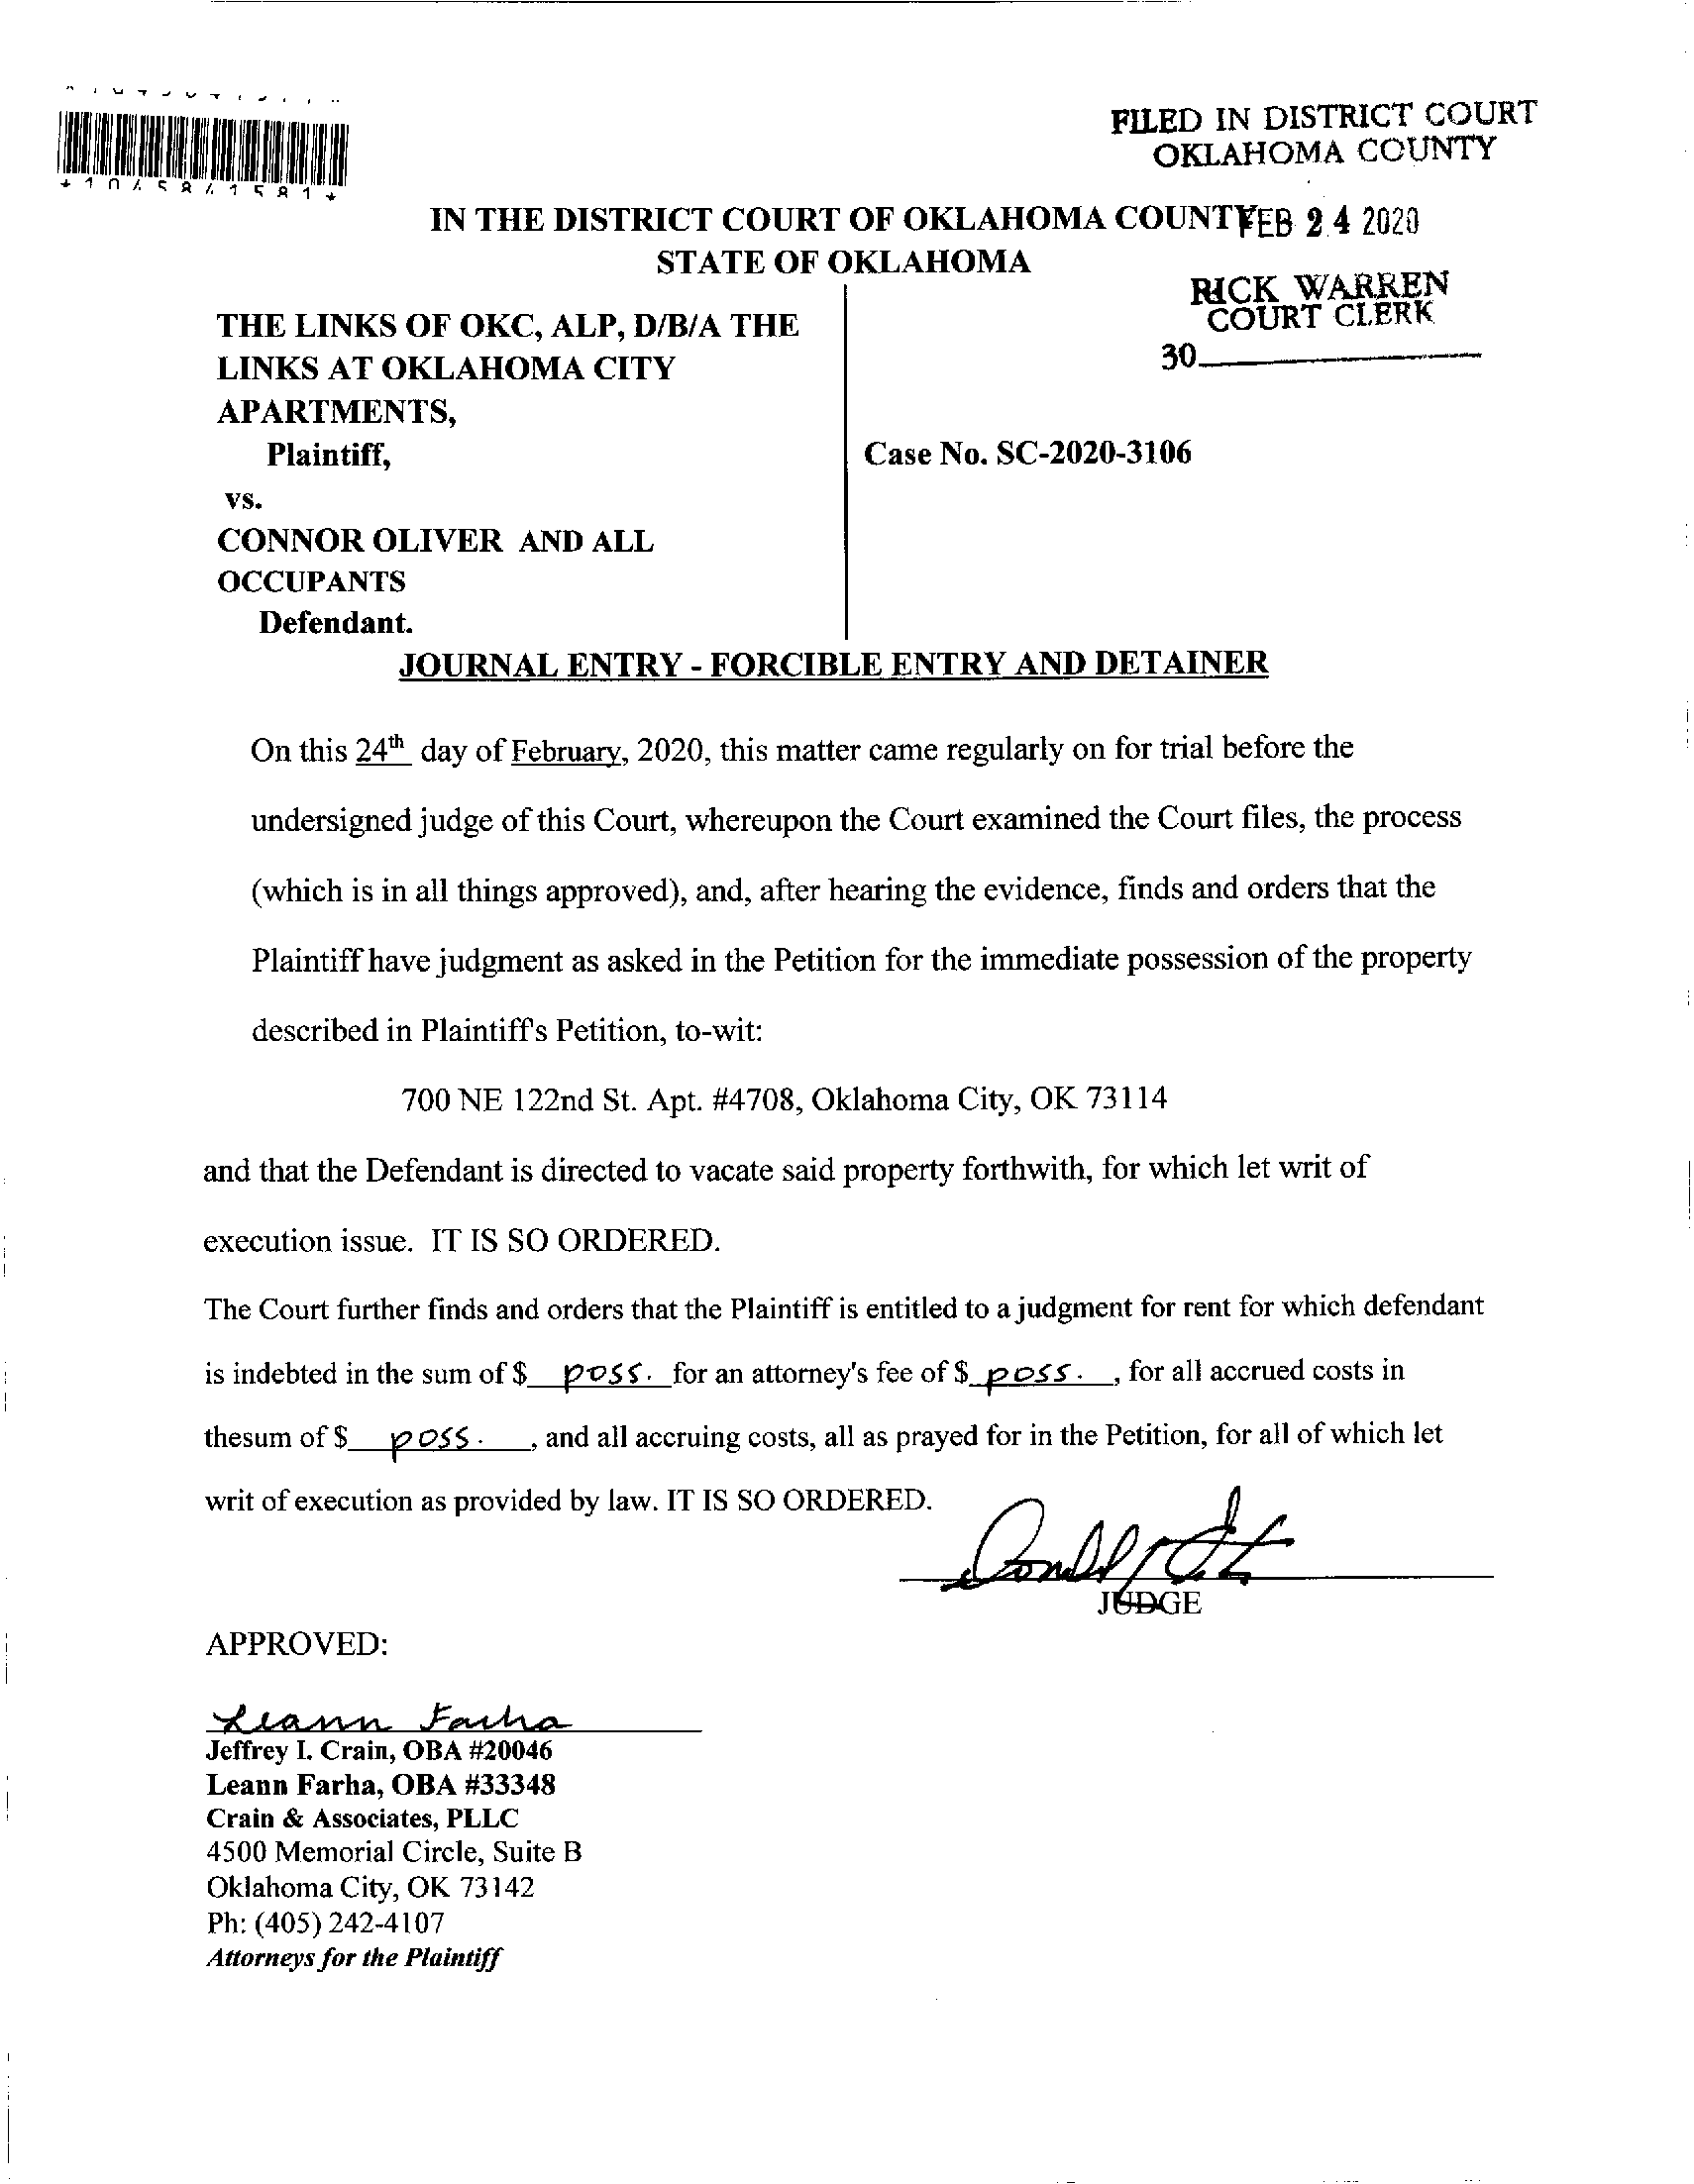 *1045841581*
FILED IN DISTRICT COURT
OKLAHOMA COUNTY
FEB 24 2020
RICK WARREN
COURT CLERK
30
IN THE DISTRICT COURT OF OKLAHOMA COUNTY
STATE OF OKLAHOMA
THE LINKS OF OKC, ALP, D/B/A THE
LINKS AT OKLAHOMA CITY
APARTMENTS,
Plaintiff,
vs.
CONNOR OLIVER AND ALL
OCCUPANTS
Defendant.
Case No. SC-2020-3106
JOURNAL ENTRY - FORCIBLE ENTRY AND DETAINER
On this 24th day of February, 2020, this matter came regularly on for trial before the
undersigned judge of this Court, whereupon the Court examined the Court files, the process
(which is in all things approved), and, after hearing the evidence, finds and orders that the
Plaintiff have judgment as asked in the Petition for the immediate possession of the property
described in Plaintiff's Petition, to-wit:
700 NE 122nd St. Apt. #4708, Oklahoma City, OK 73114
and that the Defendant is directed to vacate said property forthwith, for which let writ of
execution issue. IT IS SO ORDERED.
The Court further finds and orders that the Plaintiff is entitled to a judgment for rent for which defendant
is indebted in the sum of $ poss. for an attorney's fee of $ poss. , for all accrued costs in
thesum of $ poss. , and all accruing costs, all as prayed for in the Petition, for all of which let
writ of execution as provided by law. IT IS SO ORDERED.
JUDGE
APPROVED:
Leann Farha
Jeffrey I. Crain, OBA #20046
Leann Farha, OBA #33348
Crain & Associates, PLLC
4500 Memorial Circle, Suite B
Oklahoma City, OK 73142
Ph: (405) 242-4107
Attorneys for the Plaintiff